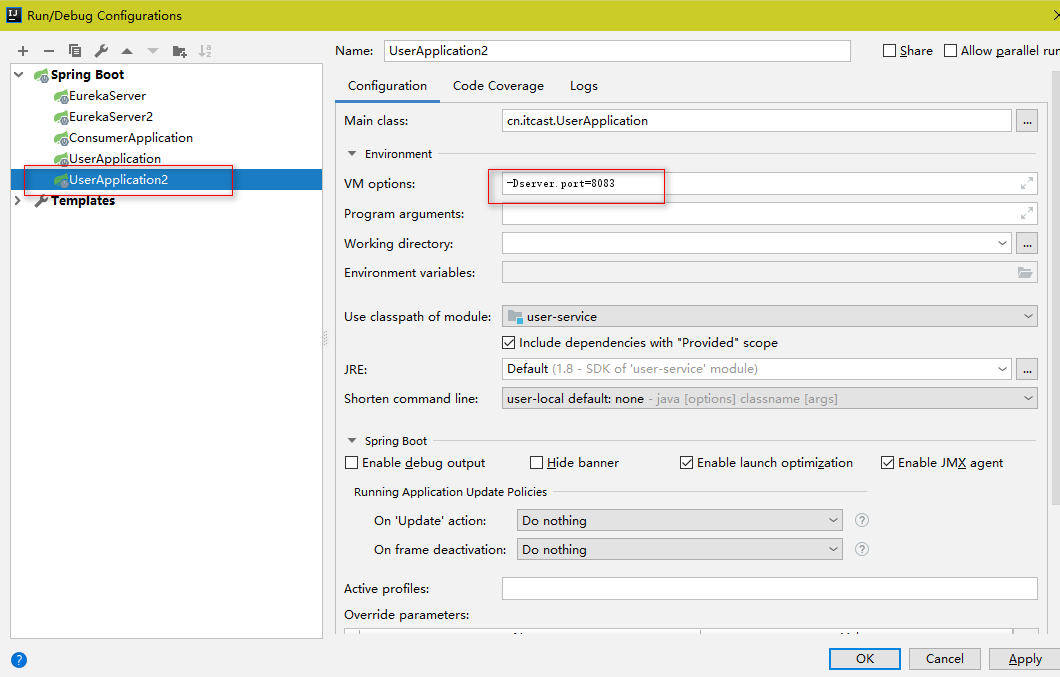 Run/Debug Configurations
Name: UserApplication2 Share Allow parallel run
Spring Boot
EurekaServer
EurekaServer2
ConsumerApplication
UserApplication
UserApplication2
Templates
Configuration Code Coverage Logs
Main class: cn.itcast.UserApplication ...
Environment
VM options: -Dserver.port=8083
Program arguments:
Working directory: ...
Environment variables:
Use classpath of module: user-service
Include dependencies with "Provided" scope
JRE: Default (1.8 - SDK of 'user-service' module) ...
Shorten command line: user-local default: none - java [options] classname [args]
Spring Boot
Enable debug output Hide banner Enable launch optimization Enable JMX agent
Running Application Update Policies
On 'Update' action: Do nothing ?
On frame deactivation: Do nothing ?
Active profiles:
Override parameters:
? OK Cancel Apply